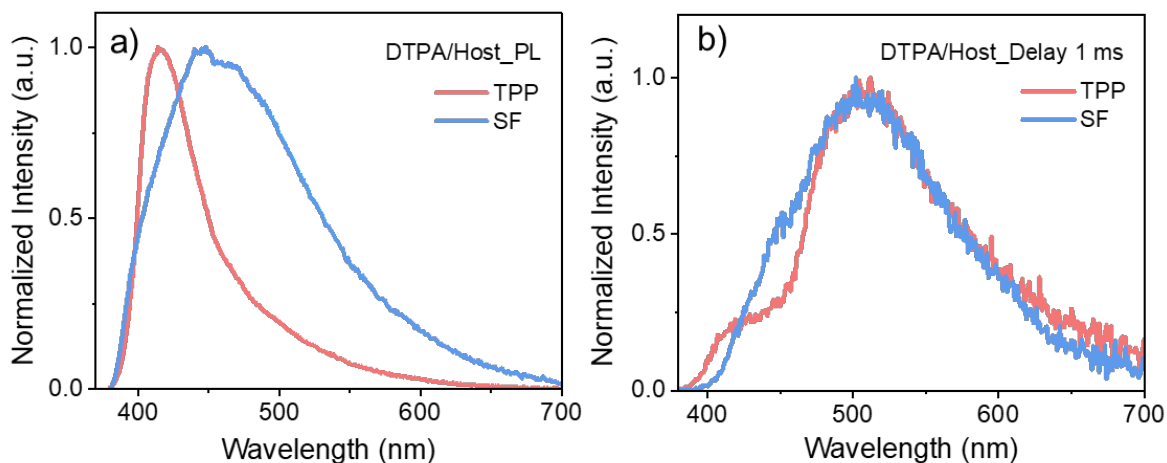 a)
DTPA/Host_PL
TPP
SF
1.0
0.5
0.0
Normalized Intensity (a.u.)
400
500
600
700
Wavelength (nm)
b)
DTPA/Host_Delay 1 ms
TPP
SF
1.0
0.5
0.0
Normalized Intensity (a.u.)
400
500
600
700
Wavelength (nm)